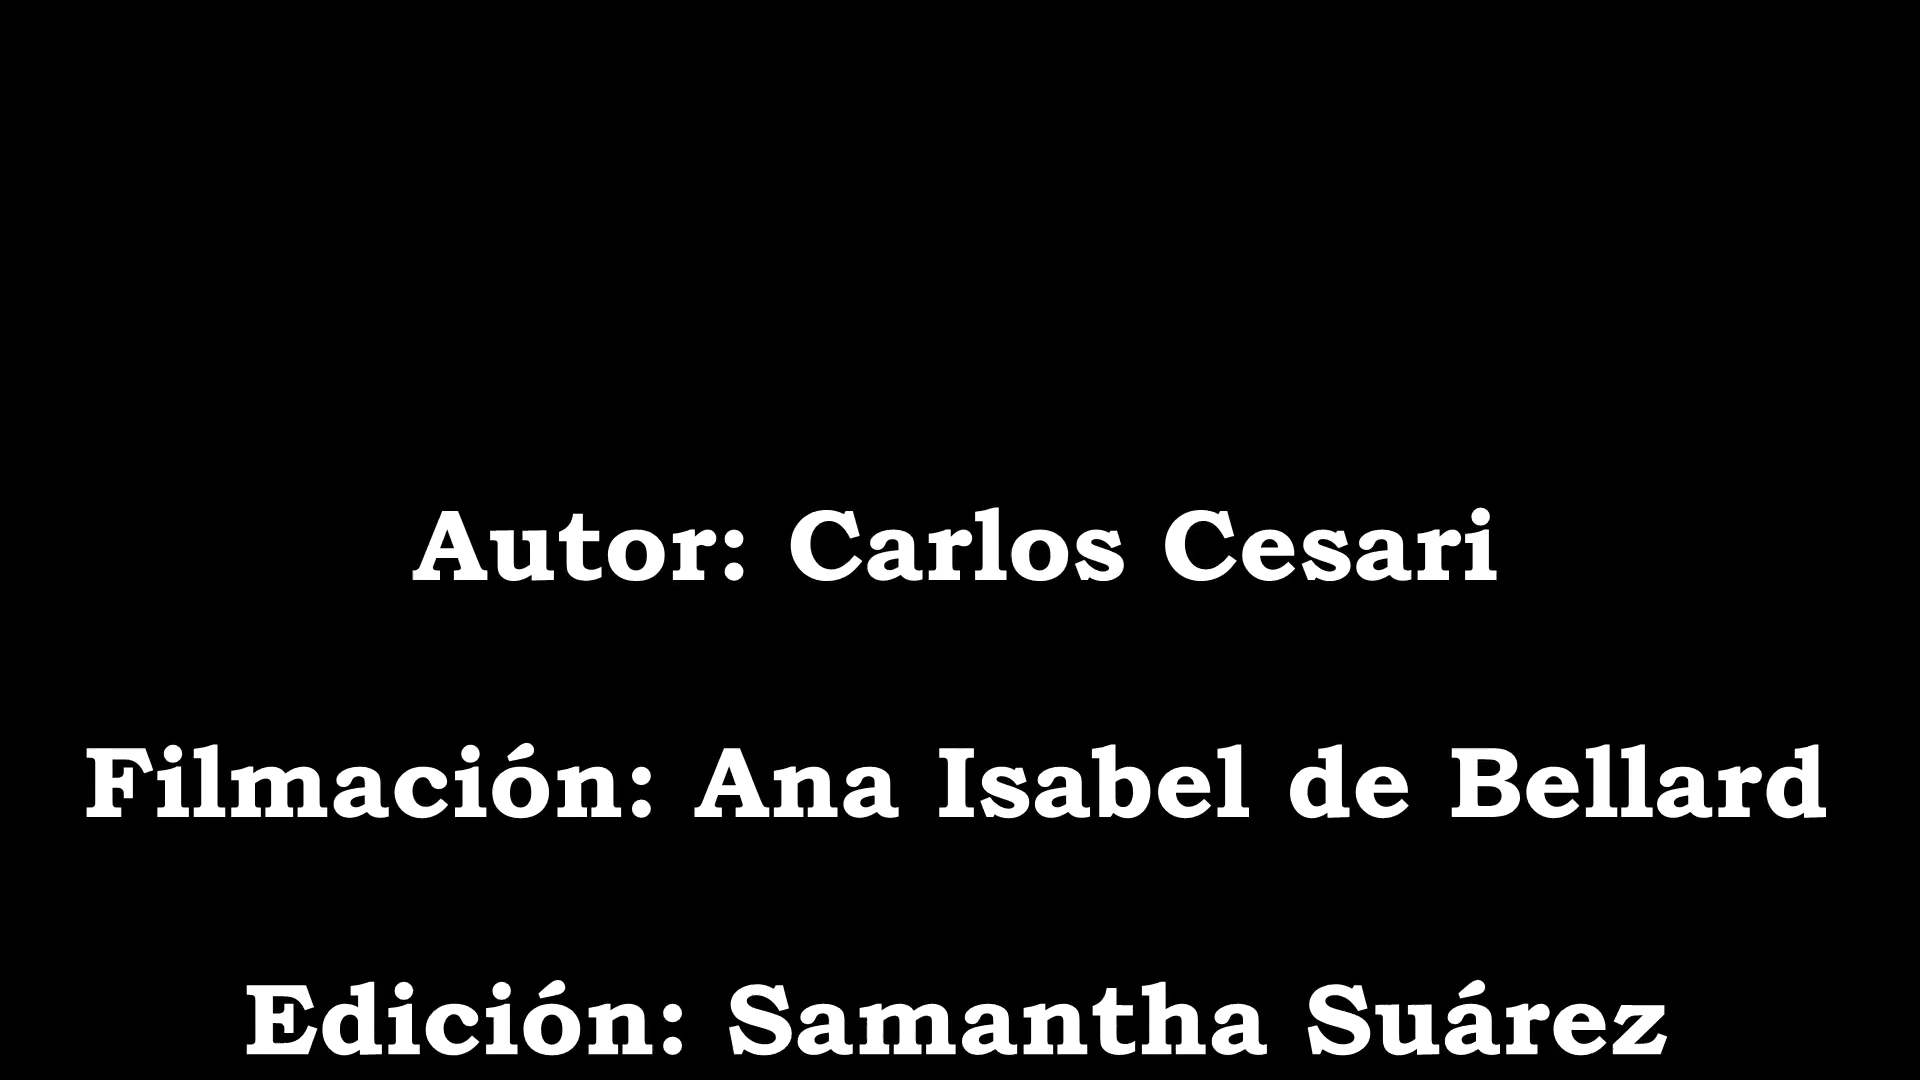 Autor: Carlos Cesari
Filmación: Ana Isabel de Bellard
Edición: Samantha Suárez